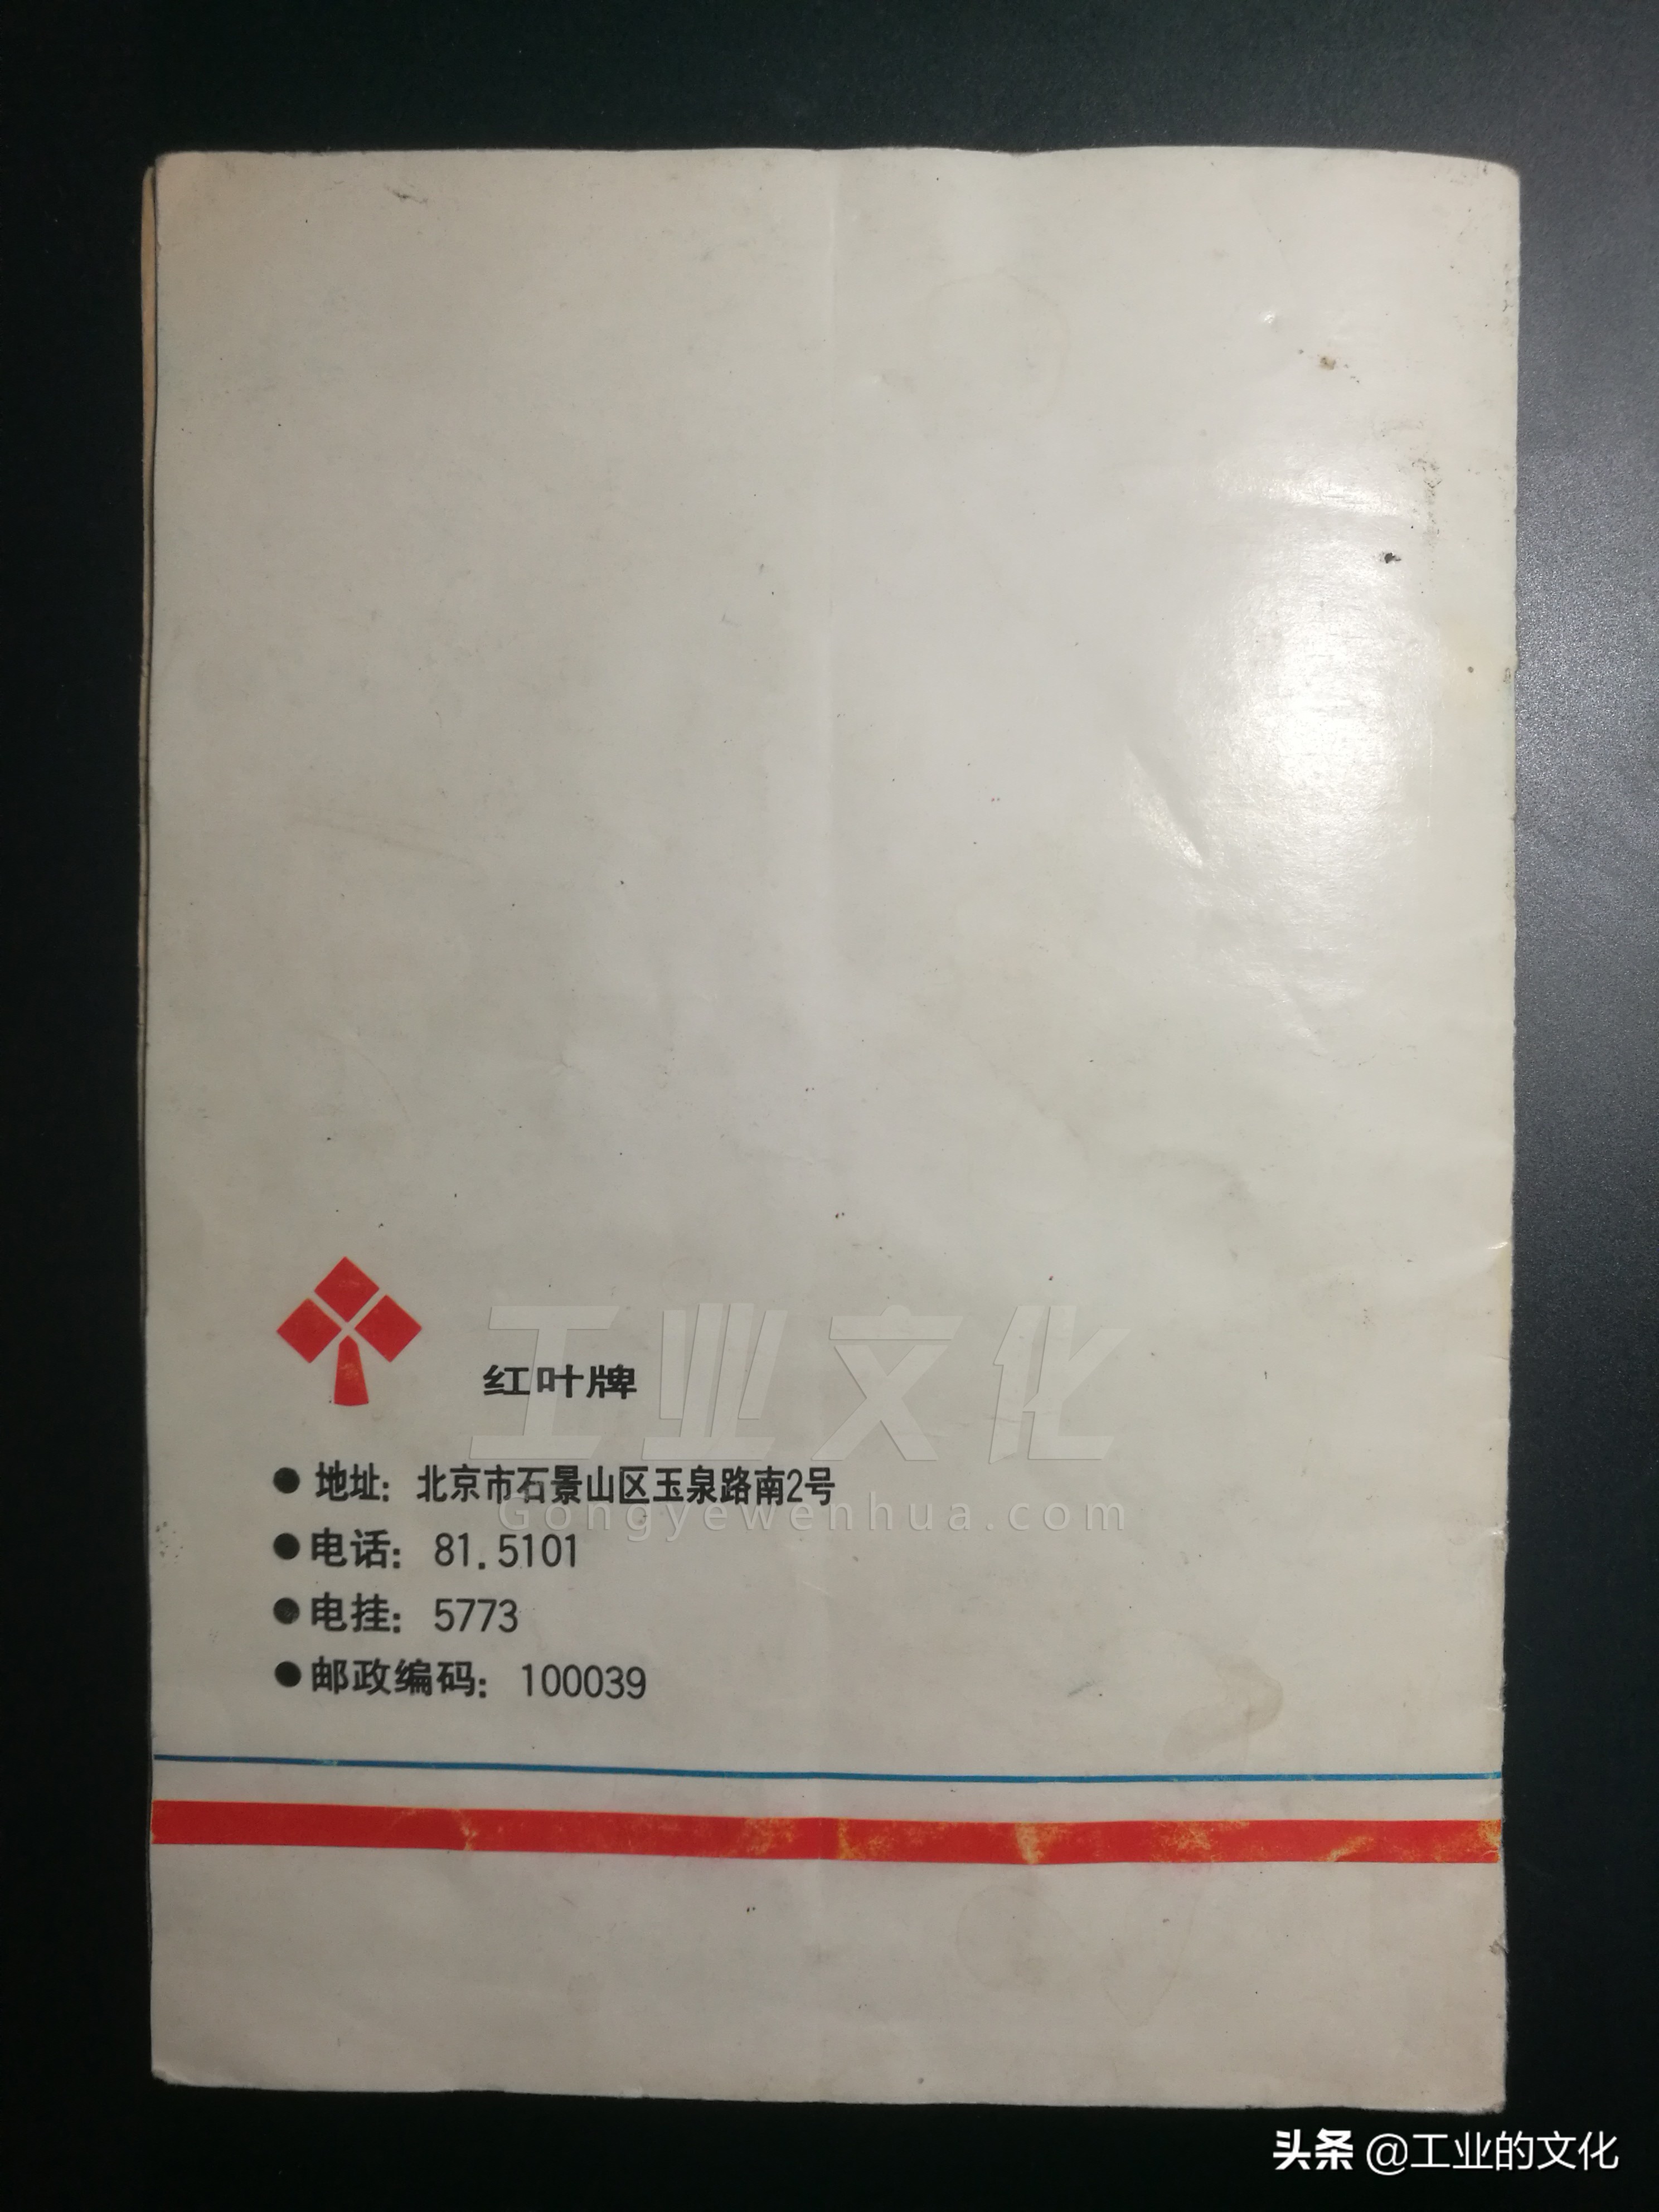 红叶牌
工业文化
● 地址：北京市石景山区玉泉路南2号
Gongyewenhua.com
● 电话：81.5101
● 电挂：5773
● 邮政编码：100039
头条 @工业的文化